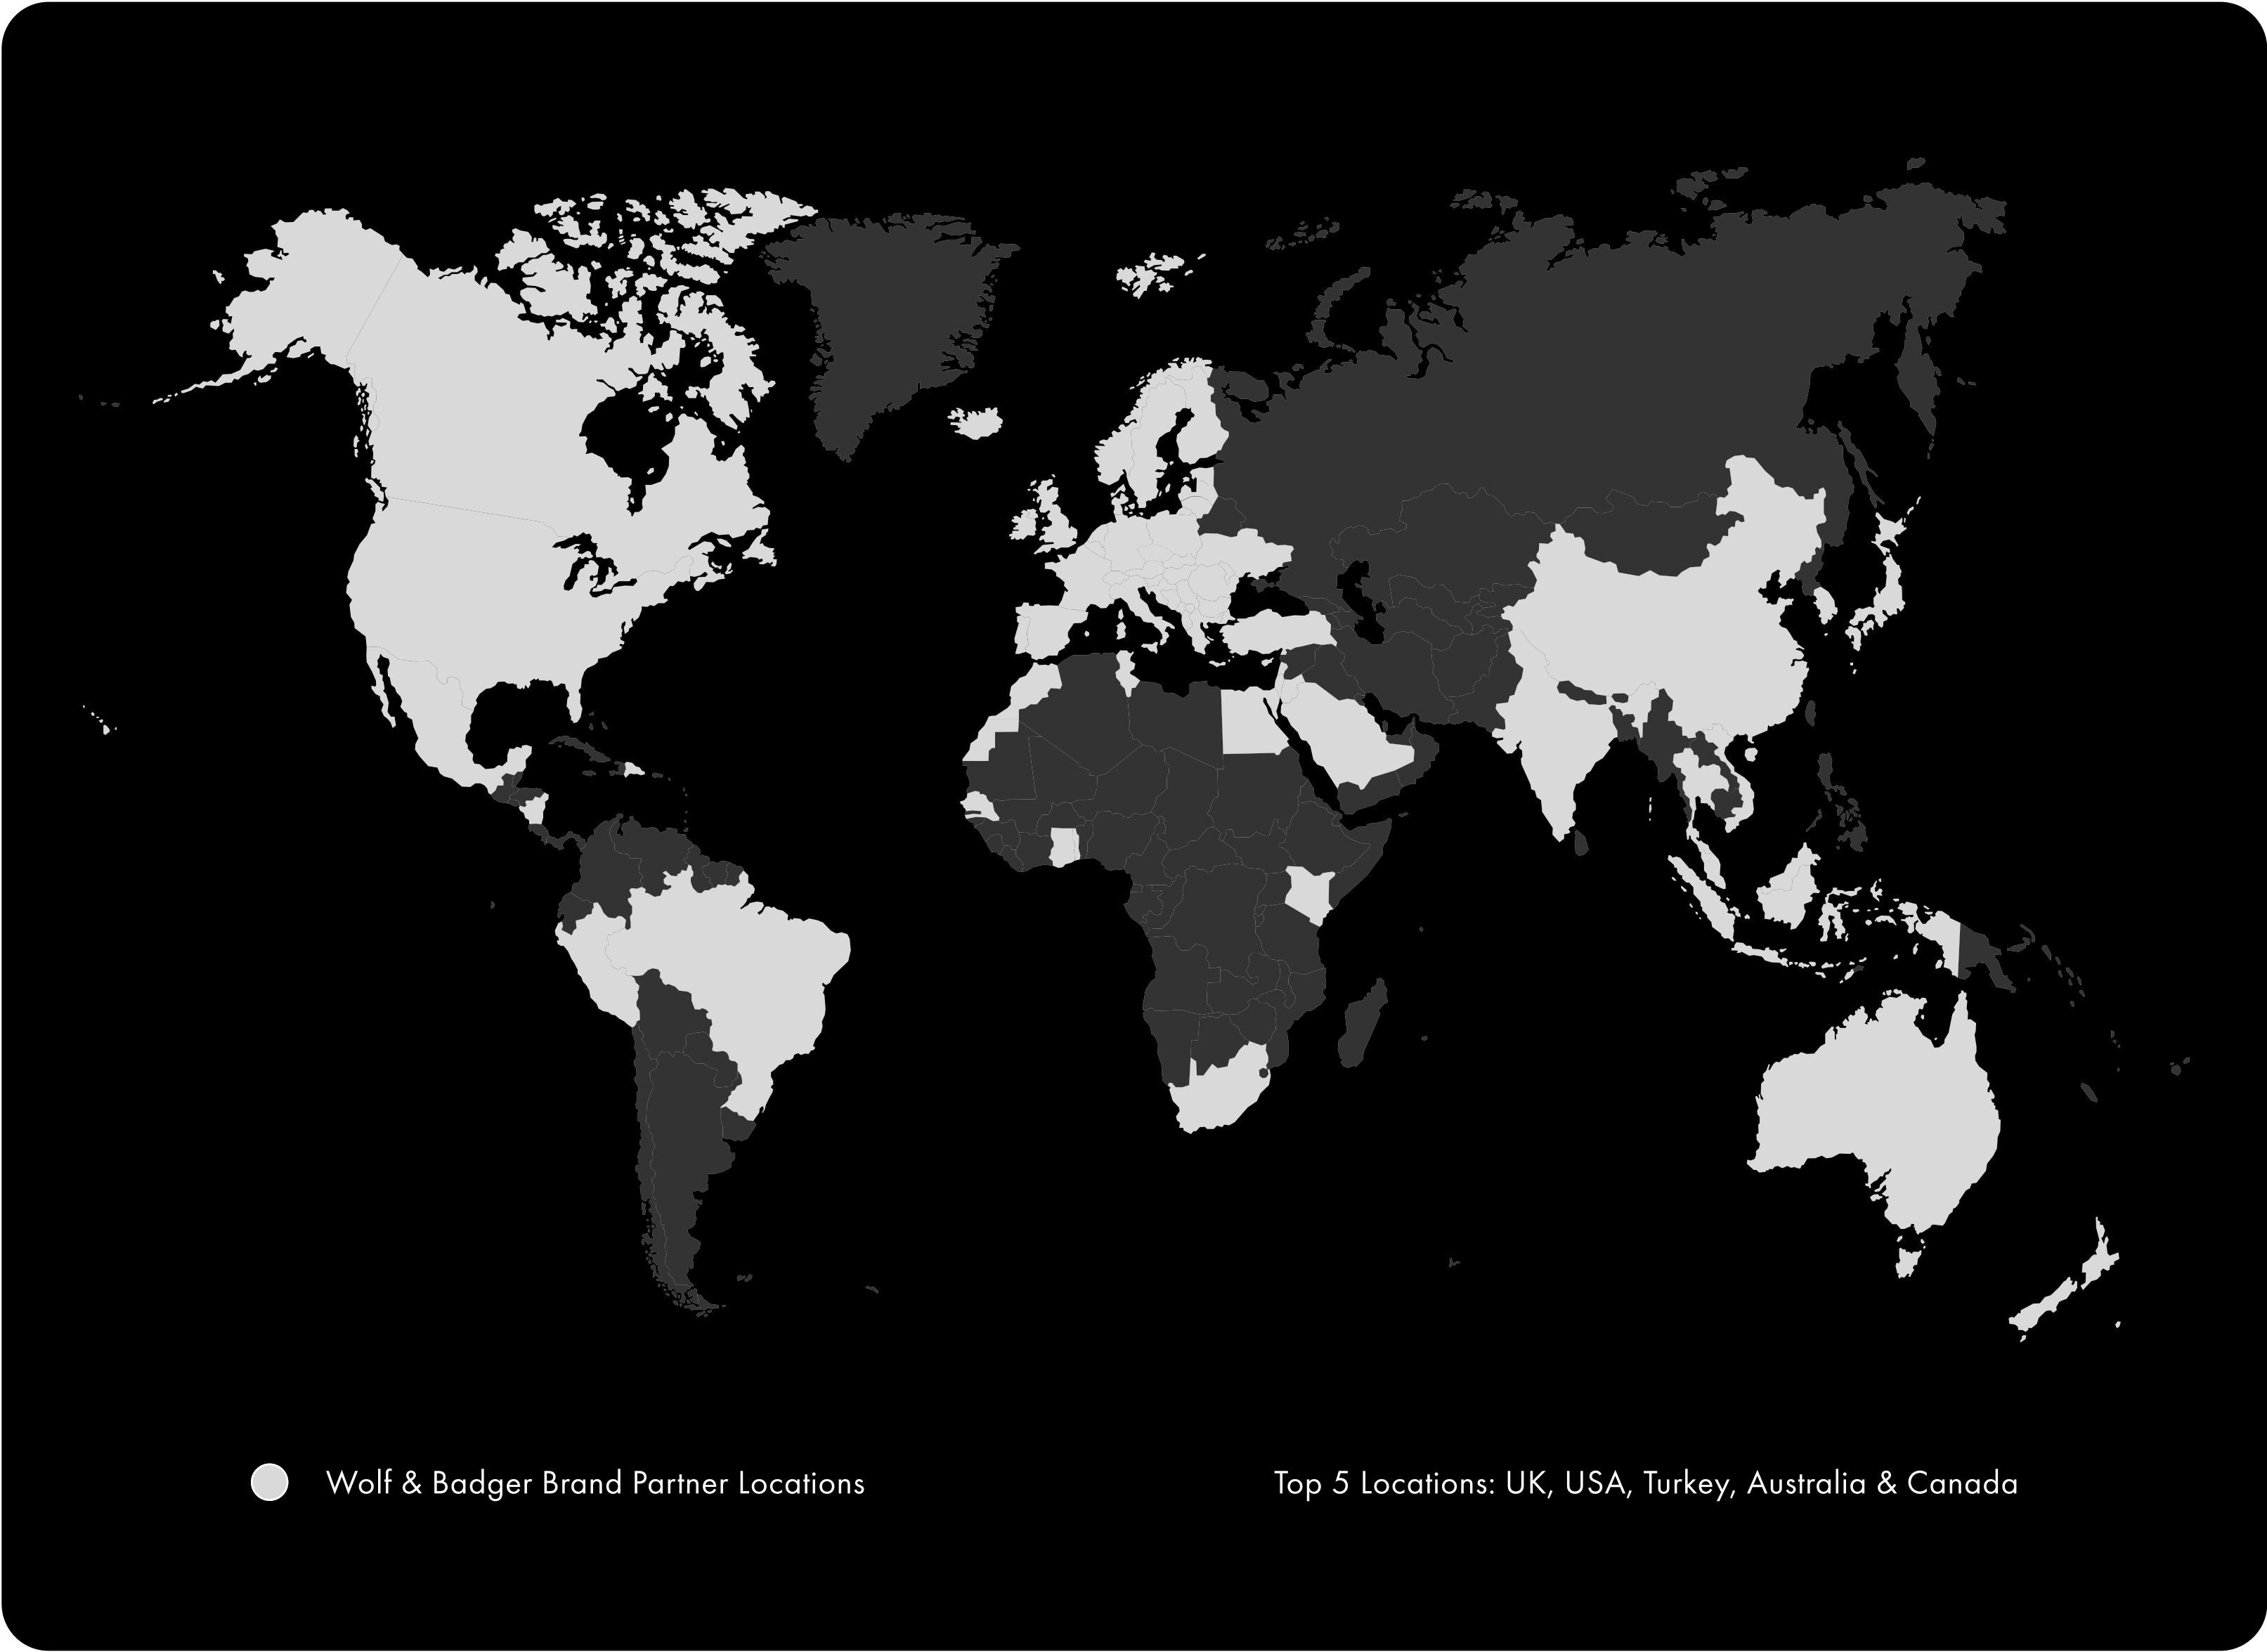 Wolf & Badger Brand Partner Locations
Top 5 Locations: UK, USA, Turkey, Australia & Canada